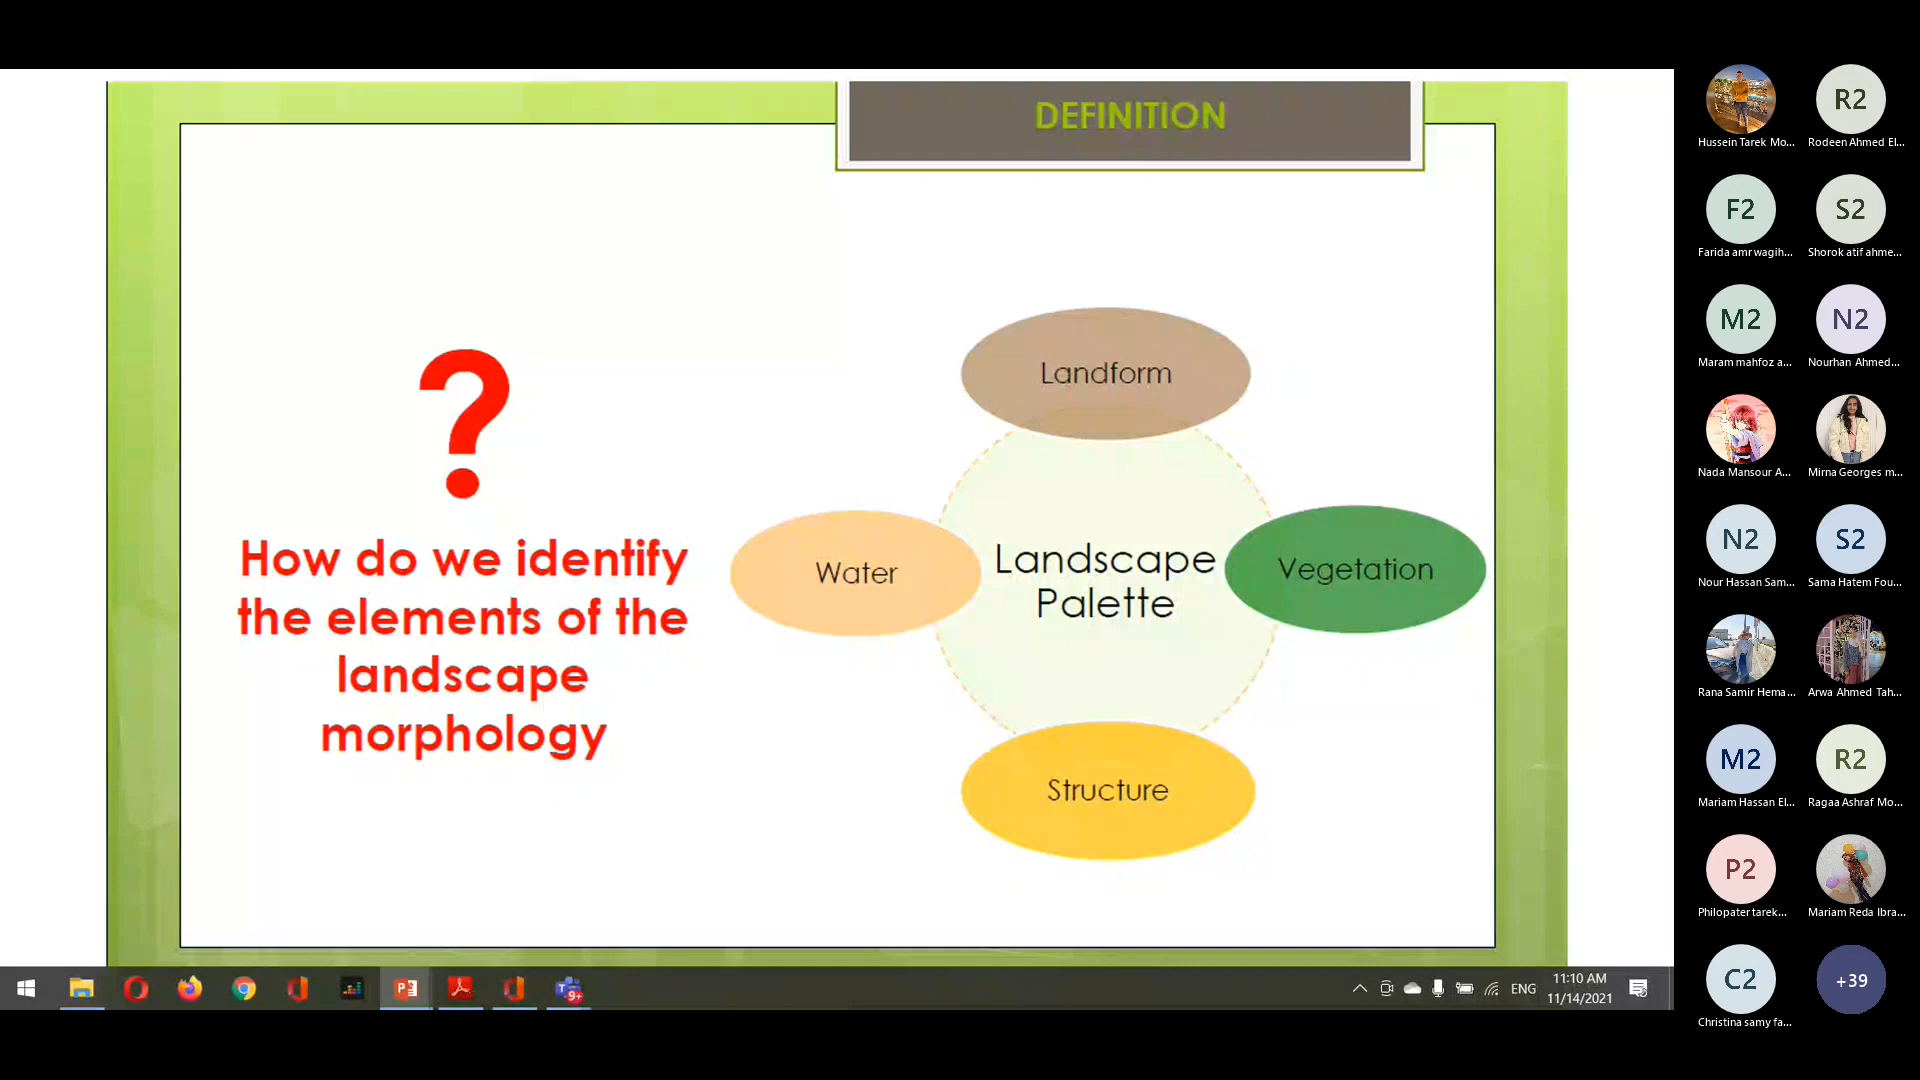 DEFINITION
?
How do we identify
the elements of the
landscape
morphology
Landform
Water
Landscape
Palette
Vegetation
Structure
R2
Hussein Tarek Mo...
Rodeen Ahmed El...
F2
S2
Farida amr wagih...
Shorok atif ahme...
M2
N2
Maram mahfoz a...
Nourhan Ahmed...
Nada Mansour A...
Mirna Georges m...
N2
S2
Nour Hassan Sam...
Sama Hatem Fou...
Rana Samir Hema...
Arwa Ahmed Tah...
M2
R2
Mariam Hassan El...
Ragaa Ashraf Mo...
P2
Philopater tarek...
Mariam Reda Ibra...
C2
+39
Christina samy fa...
9+
ENG
11:10 AM
11/14/2021